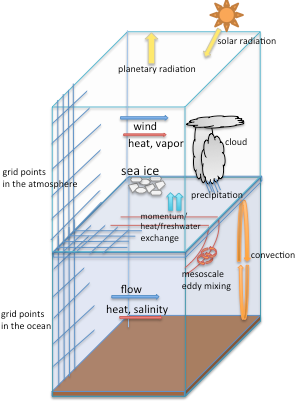 solar radiation
planetary radiation
wind
heat, vapor
cloud
sea ice
grid points
in the atmosphere
precipitation
momentum/
heat/freshwater
exchange
convection
mesoscale
eddy mixing
flow
heat, salinity
grid points
in the ocean